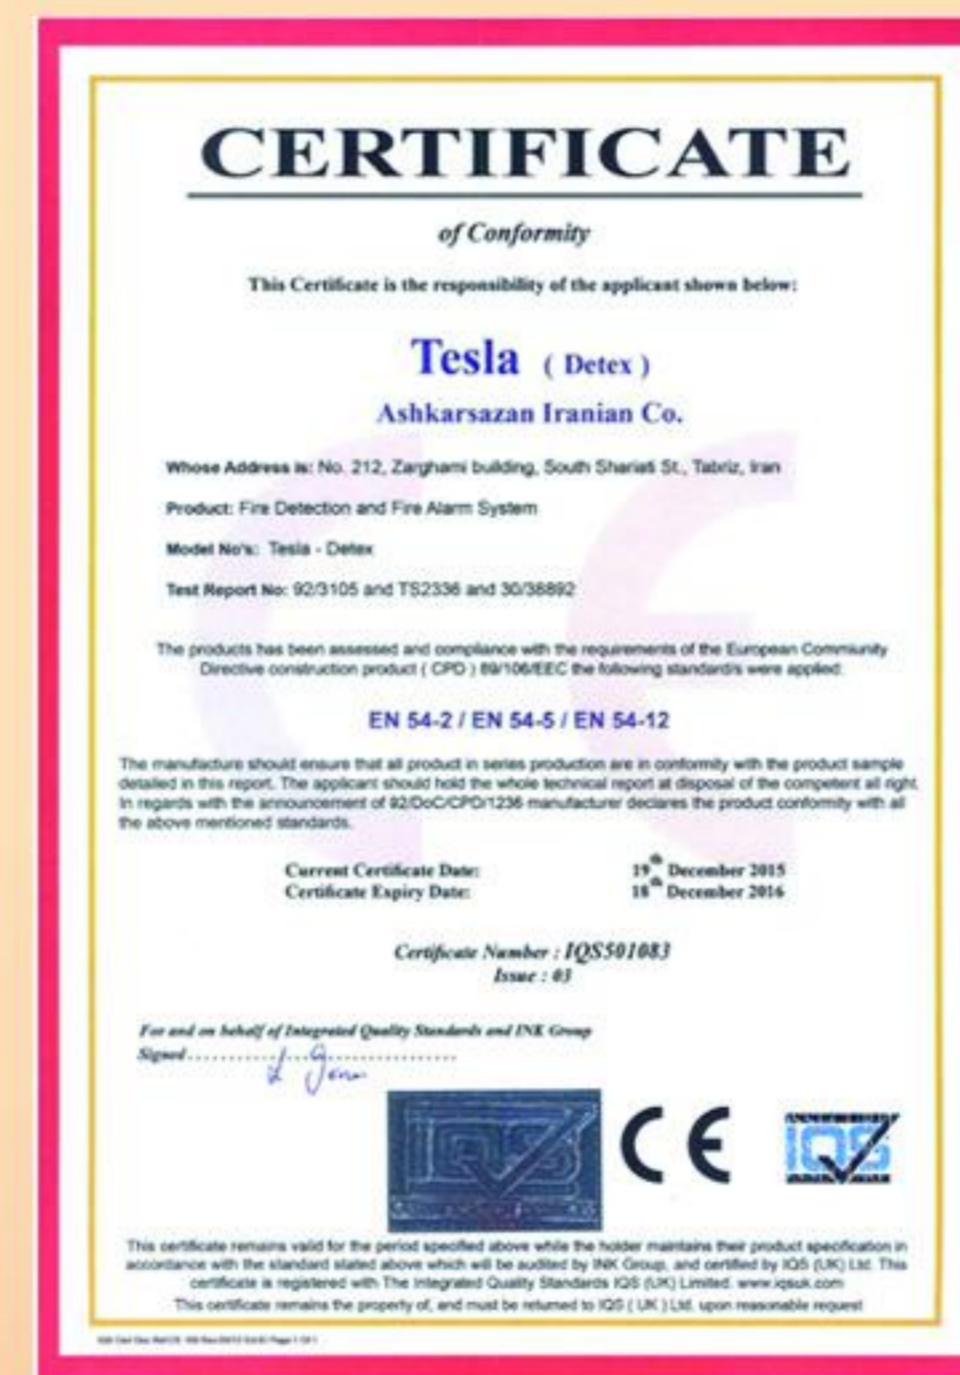 CERTIFICATE
of Conformity
This Certificate is the responsibility of the applicant shown below:
Tesla ( Detex )
Ashkarsazan Iranian Co.
Whose Address is: No. 212, Zarghami building, South Shariati St., Tabriz, Iran
Product: Fire Detection and Fire Alarm System
Model No's: Tesla - Detex
Test Report No: 92/3105 and TS2336 and 30/38892
The products has been assessed and compliance with the requirements of the European Community
Directive construction product ( CPD ) 89/106/EEC the following standard/s were applied:
EN 54-2 / EN 54-5 / EN 54-12
The manufacture should ensure that all product in series production are in conformity with the product sample
detailed in this report. The applicant should hold the whole technical report at disposal of the competent all right.
In regards with the announcement of 92/DoC/CPD/1236 manufacturer declares the product conformity with all
the above mentioned standards.
Current Certificate Date: 19th December 2015
Certificate Expiry Date: 18th December 2016
Certificate Number : IQS501083
Issue : 03
For and on behalf of Integrated Quality Standards and INK Group
Signed
IQS
CE
IQS
This certificate remains valid for the period specified above while the holder maintains their product specification in
accordance with the standard stated above which will be audited by INK Group, and certified by IQS (UK) Ltd. This
certificate is registered with The Integrated Quality Standards IQS (UK) Limited. www.iqsuk.com
This certificate remains the property of, and must be returned to IQS ( UK ) Ltd. upon reasonable request